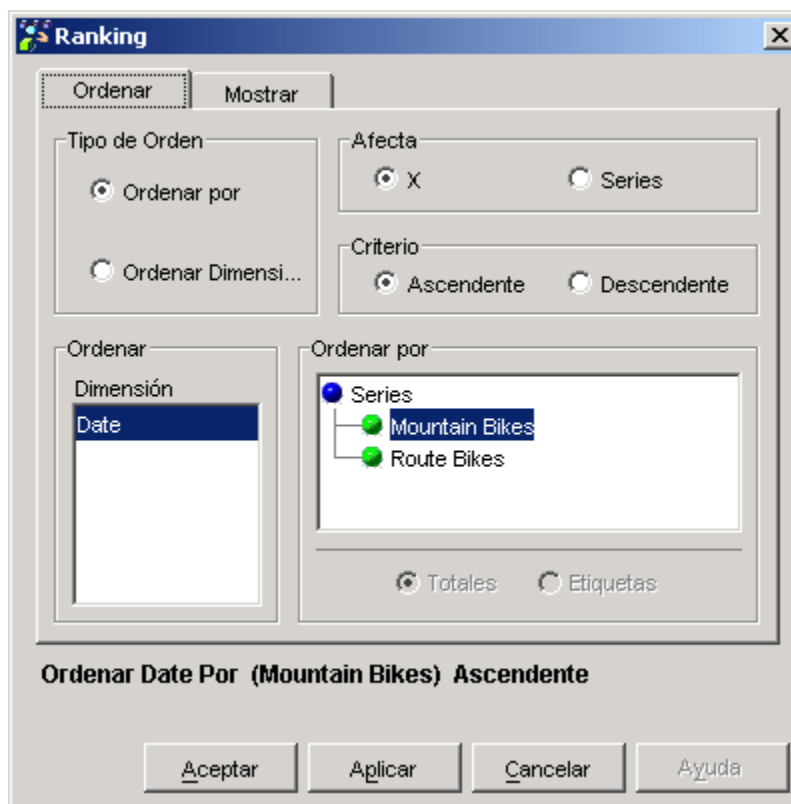 Ranking
Ordenar
Mostrar
Tipo de Orden
Ordenar por
Ordenar Dimensi...
Afecta
X
Series
Criterio
Ascendente
Descendente
Ordenar
Dimensión
Date
Ordenar por
Series
Mountain Bikes
Route Bikes
Totales
Etiquetas
Ordenar Date Por (Mountain Bikes) Ascendente
Aceptar
Aplicar
Cancelar
Ayuda